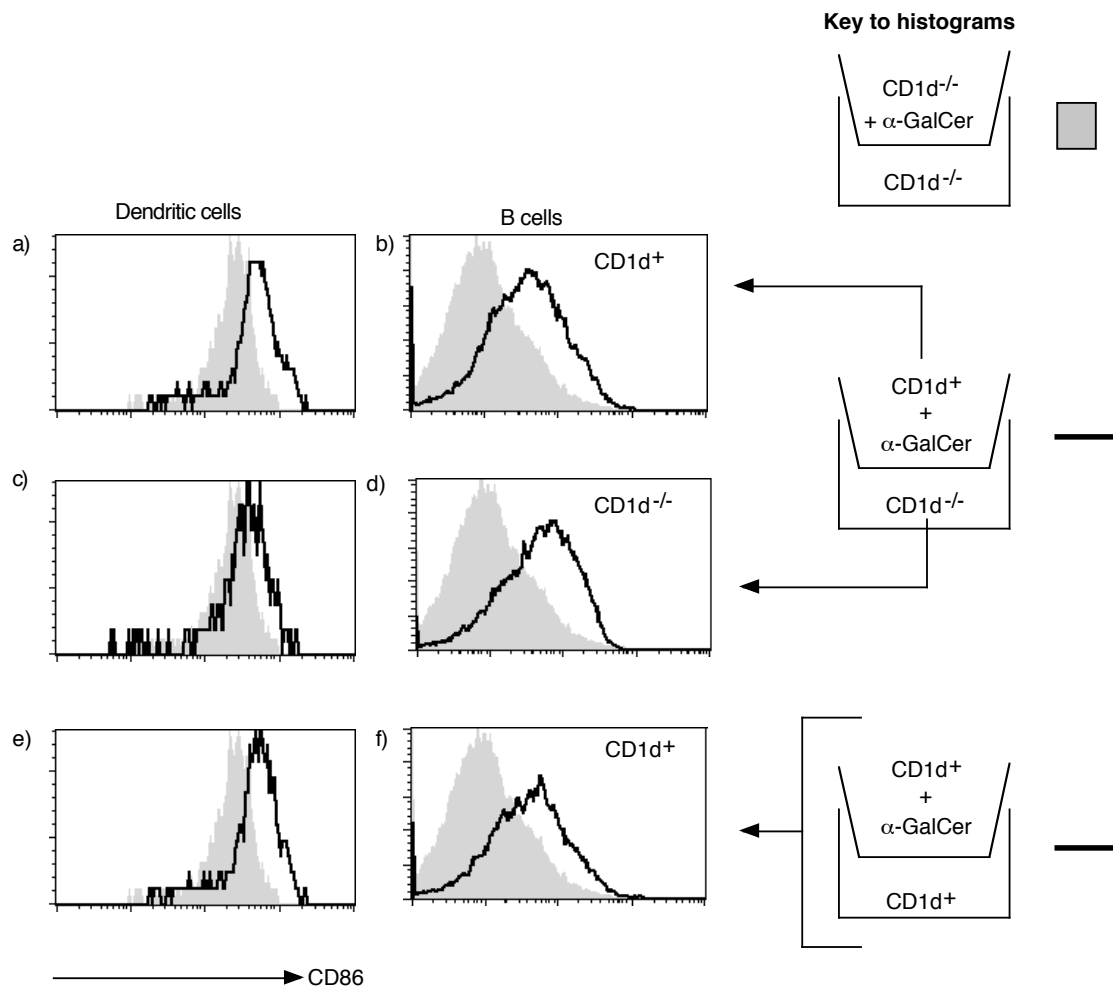 Key to histograms
CD1d-/-
+ α-GalCer
CD1d-/-
Dendritic cells
B cells
a)
b)
CD1d+
CD1d+
+
α-GalCer
CD1d-/-
c)
d)
CD1d-/-
e)
f)
CD1d+
CD1d+
+
α-GalCer
CD1d+
CD86